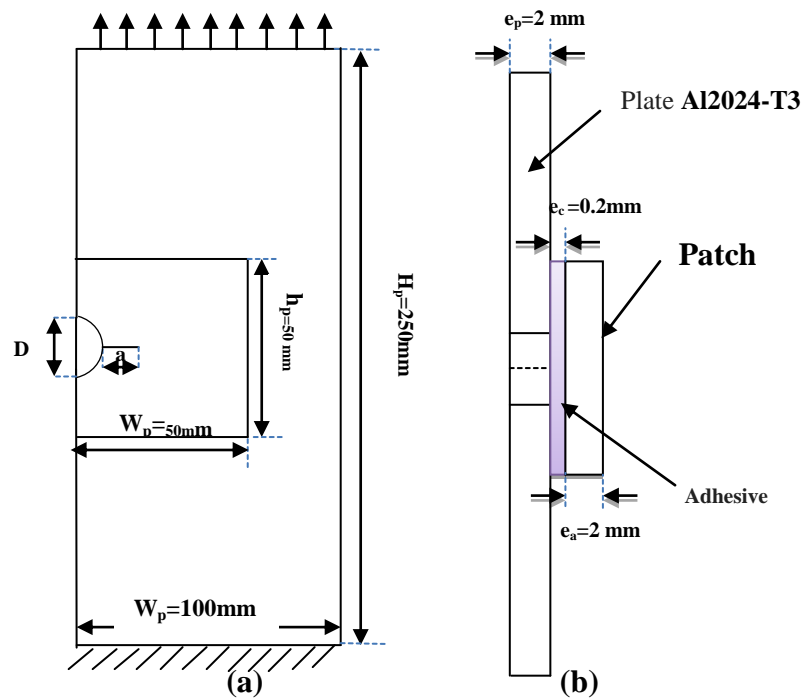 eₚ=2 mm
Plate Al2024-T3
e_c=0.2mm
Patch
Hₚ=250mm
hₚ₌₅₀ mm
D
a
Wₚ=50mm
Adhesive
eₐ=2 mm
Wₚ=100mm
(a)
(b)